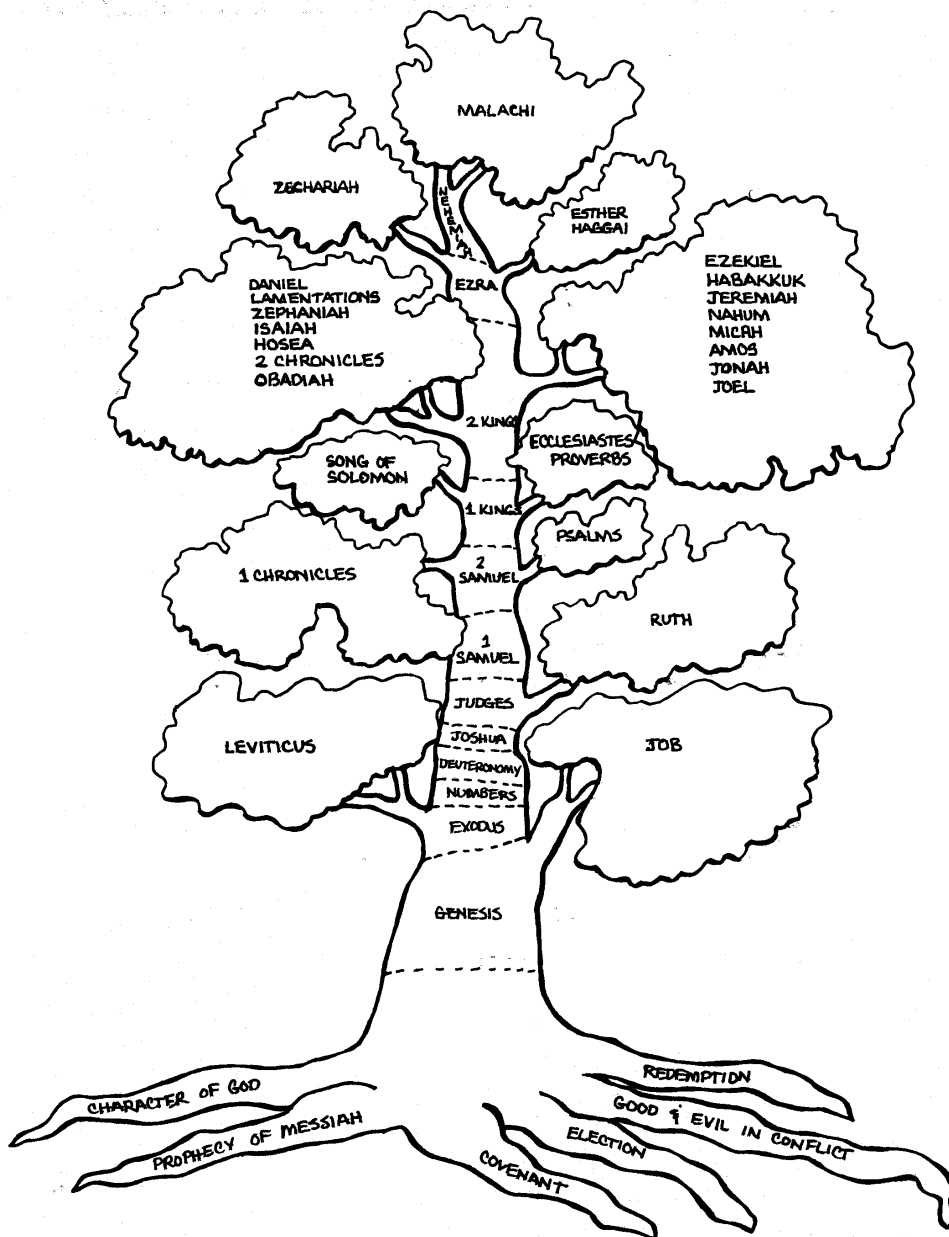 MALACHI
ZECHARIAH
NEHEMIAH
ESTHER
HAGGAI
EZRA
DANIEL
LAMENTATIONS
ZEPHANIAH
ISAIAH
HOSEA
2 CHRONICLES
OBADIAH
EZEKIEL
HABAKKUK
JEREMIAH
NAHUM
MICAH
AMOS
JONAH
JOEL
2 KINGS
ECCLESIASTES
PROVERBS
SONG OF
SOLOMON
1 KINGS
PSALMS
1 CHRONICLES
2
SAMUEL
RUTH
1
SAMUEL
JUDGES
LEVITICUS
JOSHUA
JOB
DEUTERONOMY
NUMBERS
EXODUS
GENESIS
CHARACTER OF GOD
REDEMPTION
PROPHECY OF MESSIAH
GOOD & EVIL IN CONFLICT
ELECTION
COVENANT